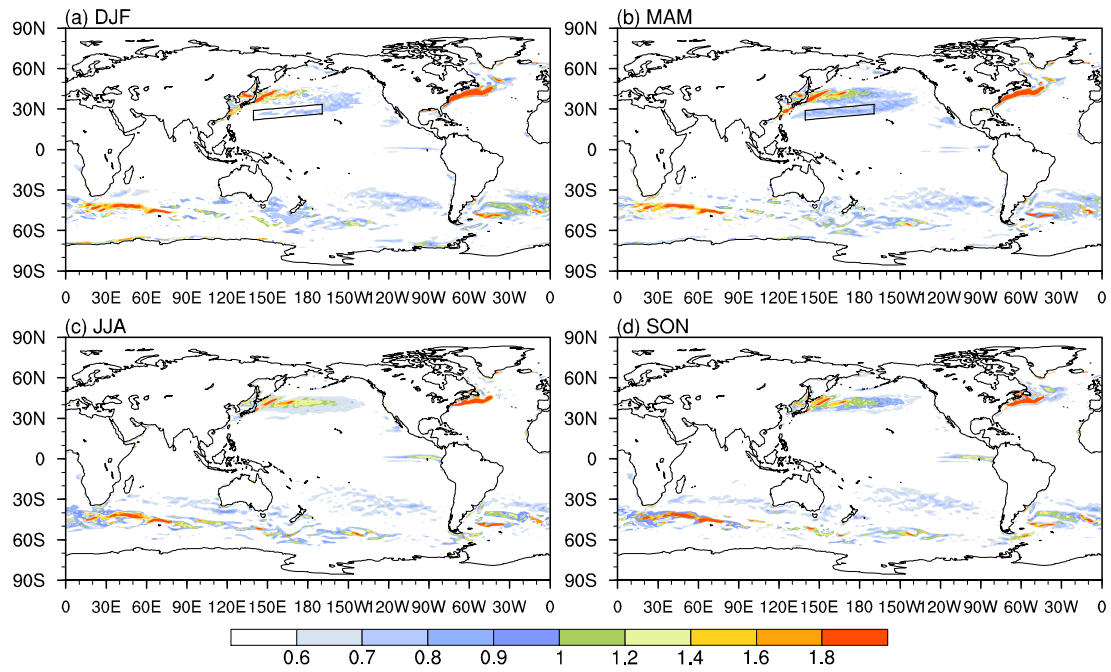 (a) DJF
90N
60N
30N
0
30S
60S
90S
0 30E 60E 90E 120E 150E 180 150W 120W 90W 60W 30W 0
(b) MAM
90N
60N
30N
0
30S
60S
90S
0 30E 60E 90E 120E 150E 180 150W 120W 90W 60W 30W 0
(c) JJA
90N
60N
30N
0
30S
60S
90S
0 30E 60E 90E 120E 150E 180 150W 120W 90W 60W 30W 0
(d) SON
90N
60N
30N
0
30S
60S
90S
0 30E 60E 90E 120E 150E 180 150W 120W 90W 60W 30W 0
0.6 0.7 0.8 0.9 1 1.2 1.4 1.6 1.8